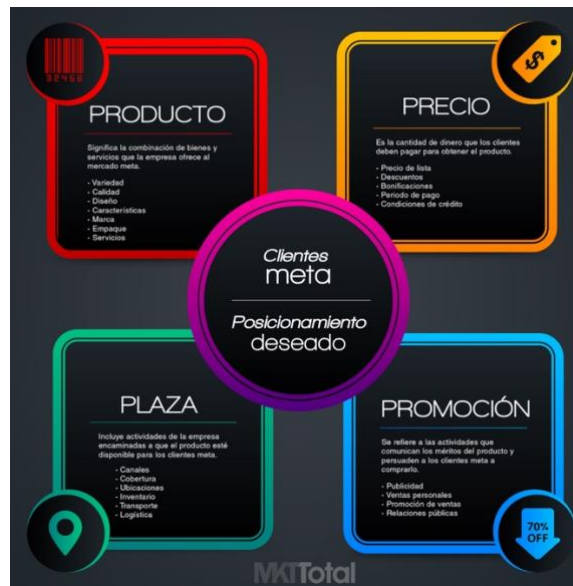 32458
PRODUCTO
Significa la combinación de bienes y
servicios que la empresa ofrece al
mercado meta.
- Variedad
- Calidad
- Diseño
- Características
- Marca
- Empaque
- Servicios
$
PRECIO
Es la cantidad de dinero que los clientes
deben pagar para obtener el producto.
- Precio de lista
- Descuentos
- Bonificaciones
- Periodo de pago
- Condiciones de crédito
Clientes
meta
Posicionamiento
deseado
PLAZA
Incluye actividades de la empresa
encaminadas a que el producto esté
disponible para los clientes meta.
- Canales
- Cobertura
- Ubicaciones
- Inventario
- Transporte
- Logística
PROMOCIÓN
Se refiere a las actividades que
comunican los méritos del producto y
persuaden a los clientes meta a
comprarlo.
- Publicidad
- Ventas personales
- Promoción de ventas
- Relaciones públicas
70%
OFF
MKTTotal